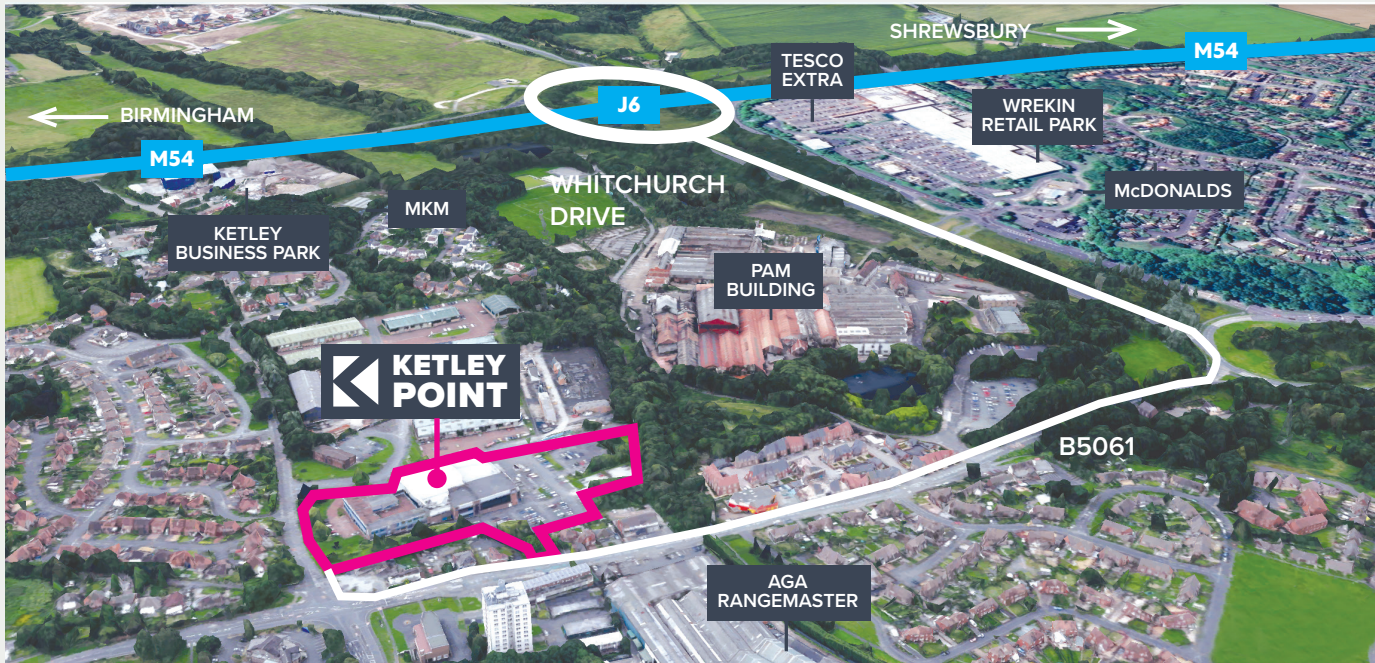 SHREWSBURY
M54
TESCO
EXTRA
J6
WREKIN
RETAIL PARK
BIRMINGHAM
M54
McDONALDS
WHITCHURCH
DRIVE
MKM
KETLEY
BUSINESS PARK
PAM
BUILDING
KETLEY
POINT
B5061
AGA
RANGEMASTER